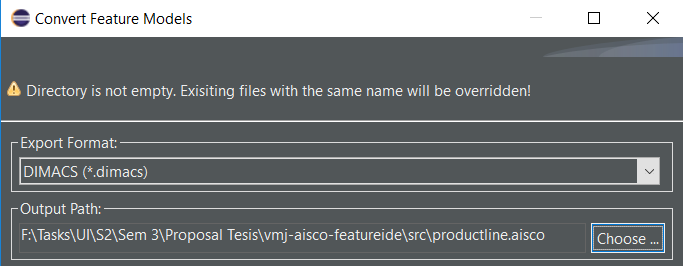 Convert Feature Models
Directory is not empty. Exisiting files with the same name will be overridden!
Export Format:
DIMACS (*.dimacs)
Output Path:
F:\Tasks\UI\S2\Sem 3\Proposal Tesis\vmj-aisco-featureide\src\productline.aisco
Choose ...